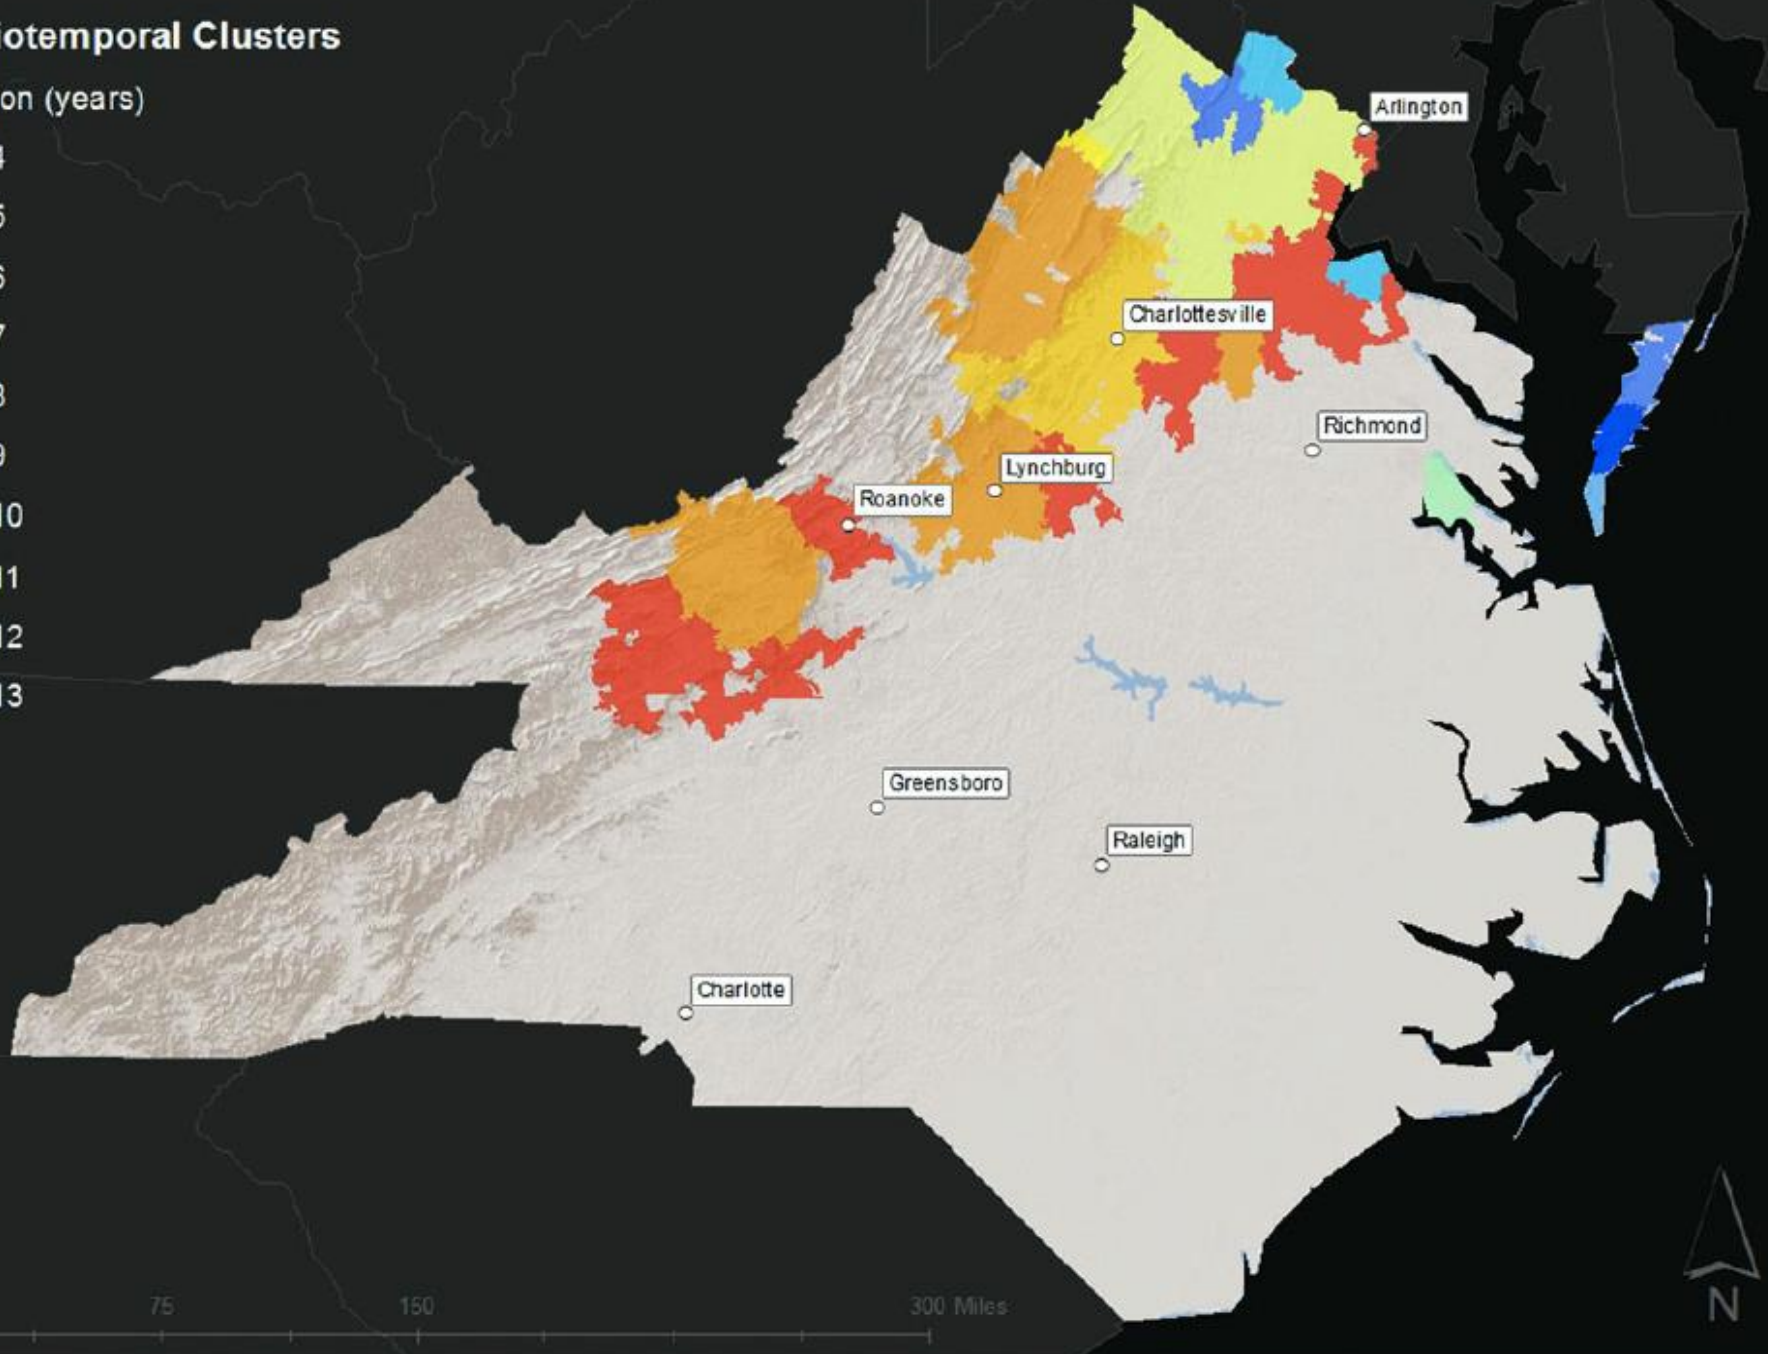 iotemporal Clusters
on (years)
4
5
6
7
8
9
10
11
12
13
Arlington
Charlottesville
Richmond
Lynchburg
Roanoke
Greensboro
Raleigh
Charlotte
75 150 300 Miles
N